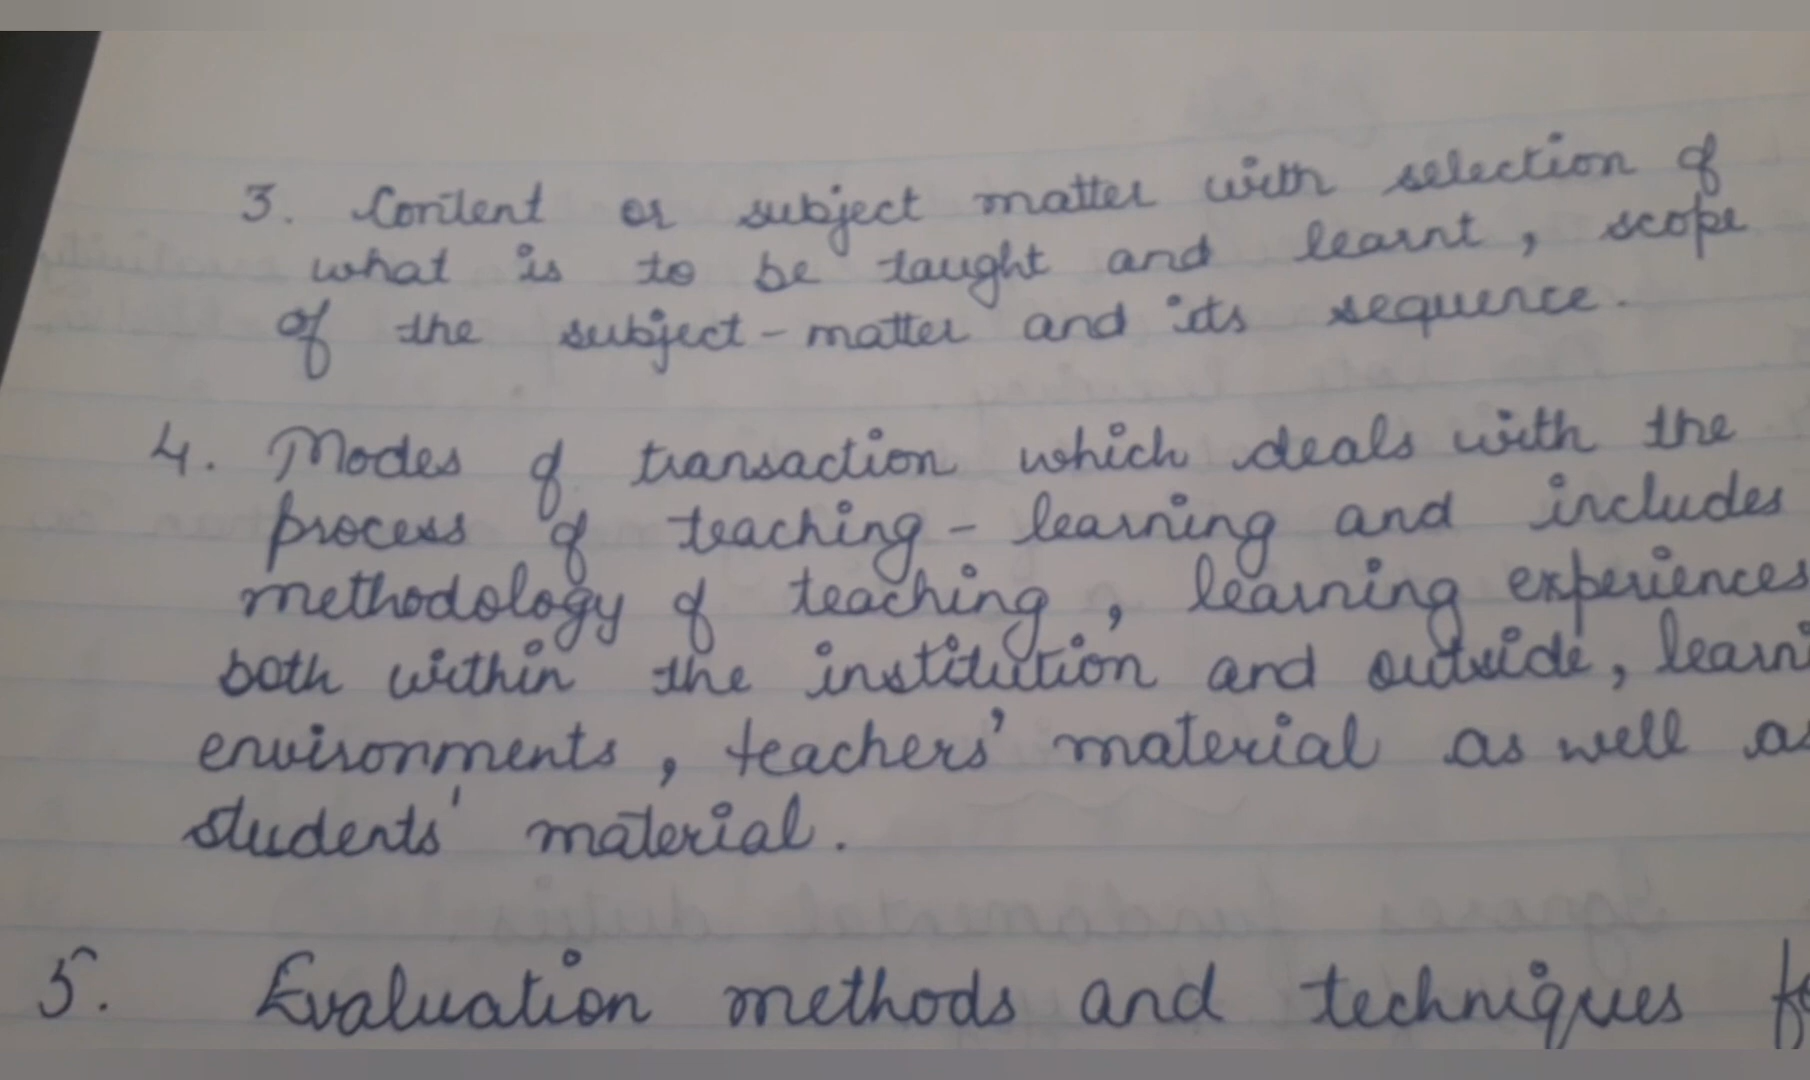 3. Content or subject matter with selection of
what is to be taught and learnt, scope
of the subject-matter and its sequence.
4. Modes of transaction which deals with the
process of teaching-learning and includes
methodology of teaching, learning experiences
both within the institution and outside, learni
environments, teachers' material as well as
students' material.
5. Evaluation methods and techniques